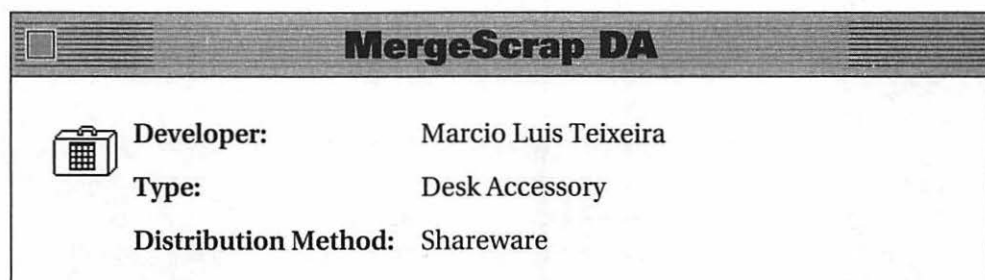 MergeScrap DA
Developer: Marcio Luis Teixeira
Type: Desk Accessory
Distribution Method: Shareware